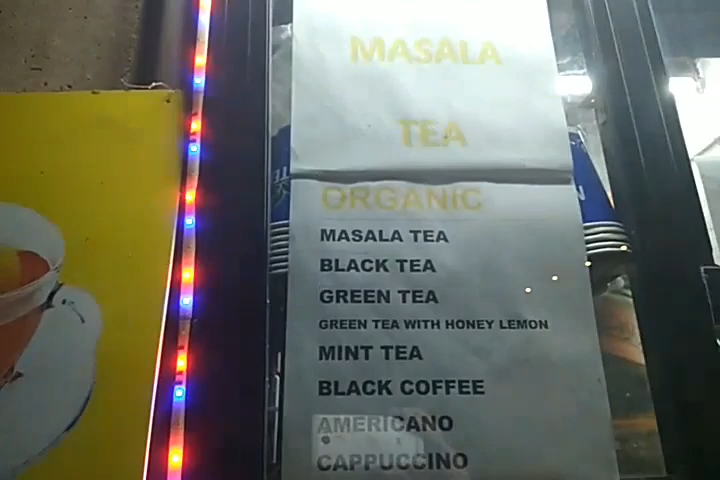 MASALA
TEA
ORGANIC
MASALA TEA
BLACK TEA
GREEN TEA
GREEN TEA WITH HONEY LEMON
MINT TEA
BLACK COFFEE
AMERICANO
CAPPUCCINO